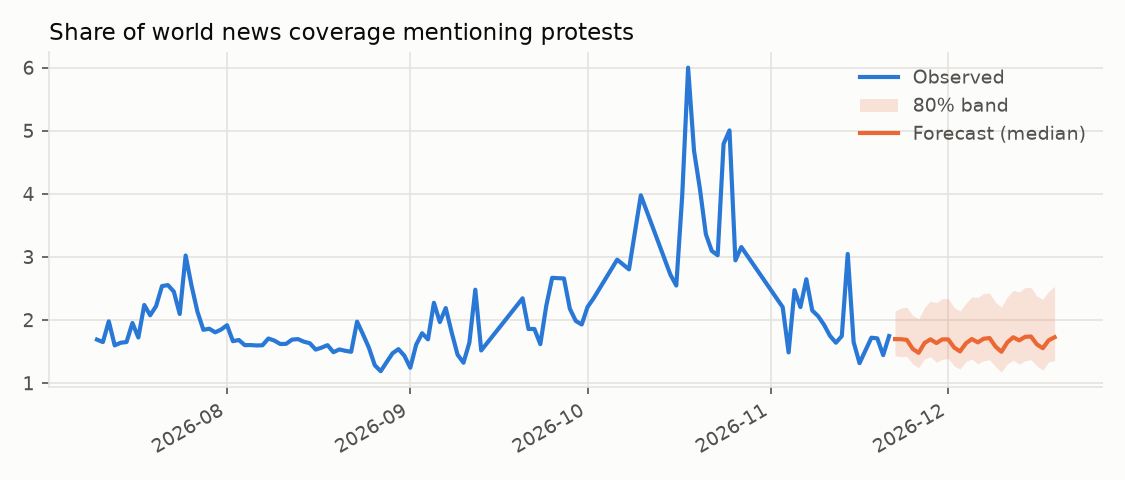 Share of world news coverage mentioning protests
6
5
4
3
2
1
Observed
80% band
Forecast (median)
2026-08
2026-09
2026-10
2026-11
2026-12